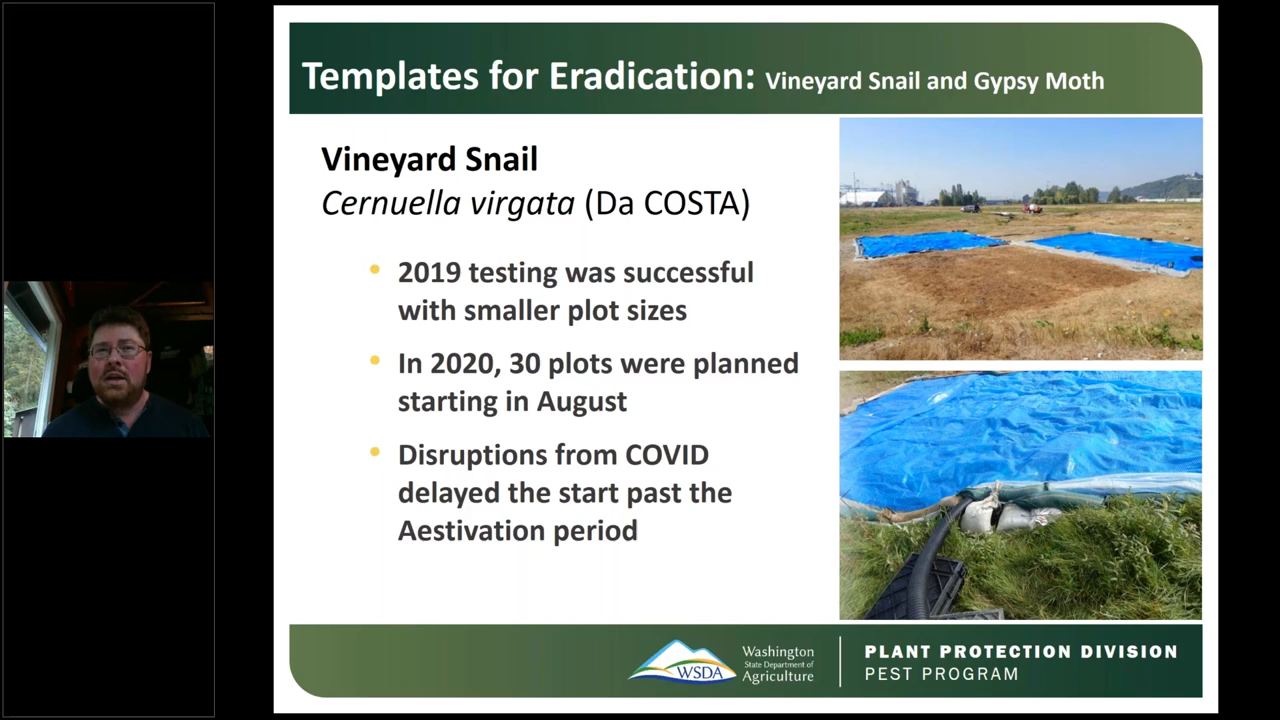 Templates for Eradication: Vineyard Snail and Gypsy Moth
Vineyard Snail
Cernuella virgata (Da COSTA)
• 2019 testing was successful
with smaller plot sizes
• In 2020, 30 plots were planned
starting in August
• Disruptions from COVID
delayed the start past the
Aestivation period
WSDA
Washington
State Department of
Agriculture
PLANT PROTECTION DIVISION
PEST PROGRAM